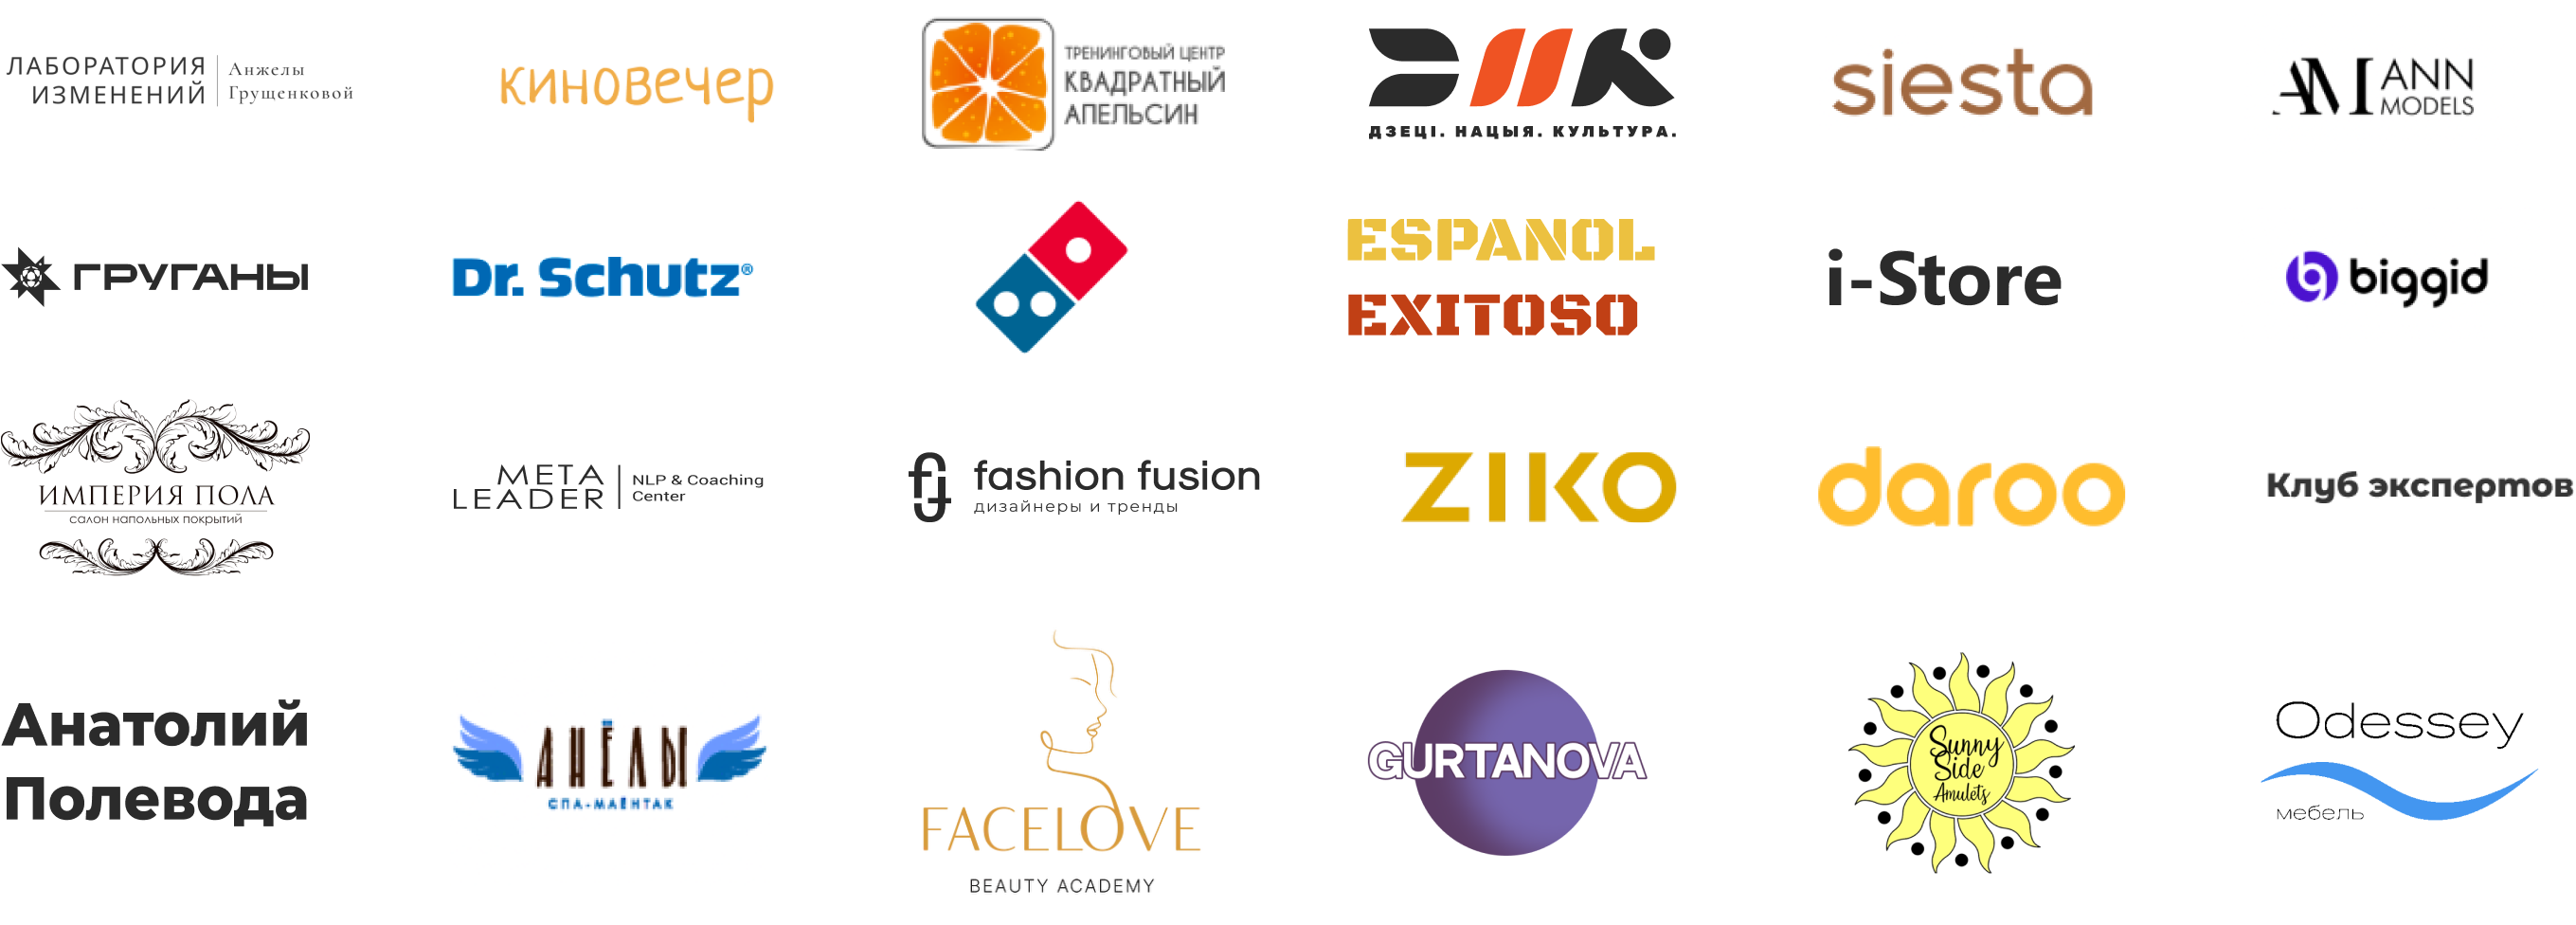 ЛАБОРАТОРИЯ
ИЗМЕНЕНИЙ
Анжелы
Грущенковой
киновечер
ТРЕНИНГОВЫЙ ЦЕНТР
КВАДРАТНЫЙ
АПЕЛЬСИН
ДЗЕЦІ. НАЦЫЯ. КУЛЬТУРА.
siesta
AM
ANN
MODELS
ГРУГАНЫ
Dr. Schutz®
ESPANOL
EXITOSO
i-Store
biggid
ИМПЕРИЯ ПОЛА
салон напольных покрытий
META
LEADER
NLP & Coaching
Center
fashion fusion
дизайнеры и тренды
ZIKO
daroo
Клуб экспертов
Анатолий
Полевода
АНЁЛЫ
СПА-МАЁНТАК
FACELOVE
BEAUTY ACADEMY
GURTANOVA
Sunny
Side
Amulets
Odessey
мебель